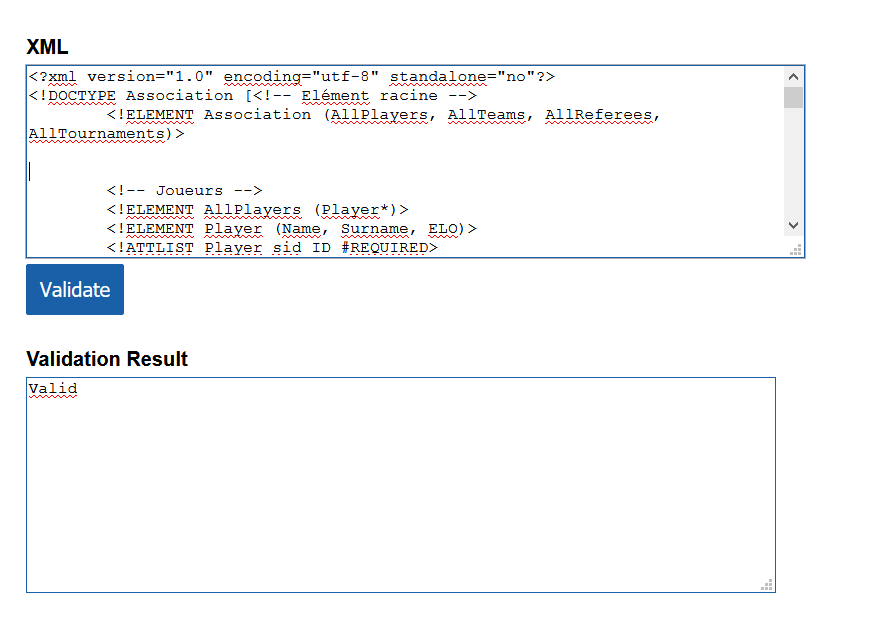 XML
<?xml version="1.0" encoding="utf-8" standalone="no"?>
<!DOCTYPE Association [<!-- Elément racine -->
<!ELEMENT Association (AllPlayers, AllTeams, AllReferees,
AllTournaments)>
<!-- Joueurs -->
<!ELEMENT AllPlayers (Player*)>
<!ELEMENT Player (Name, Surname, ELO)>
<!ATTLIST Player sid ID #REQUIRED>
Validate
Validation Result
Valid